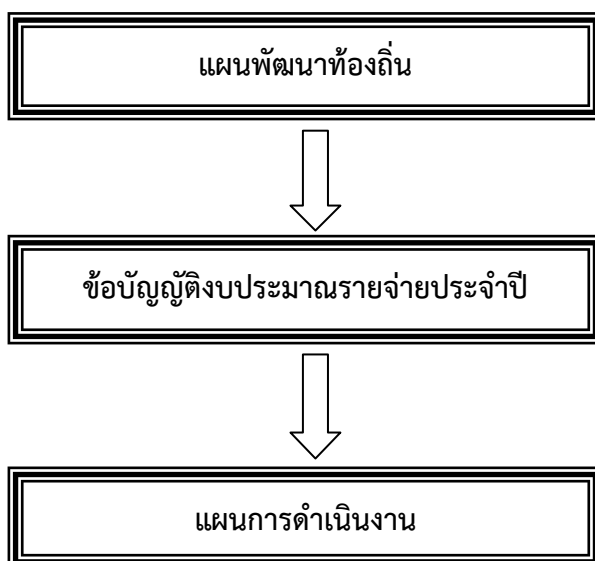 แผนพัฒนาท้องถิ่น
ข้อบัญญัติงบประมาณรายจ่ายประจำปี
แผนการดำเนินงาน